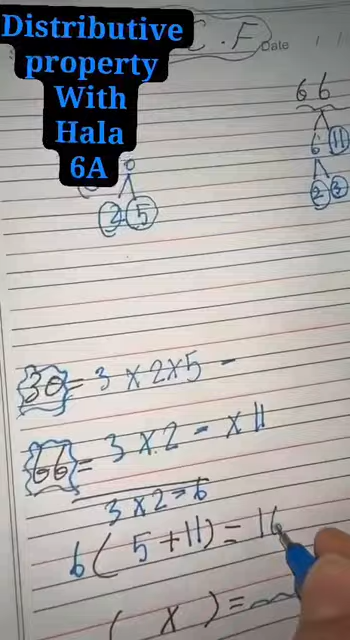 Distributive
property
With
Hala
6A
C.F
Date / /
66
6 11
2 3
2 5
30 = 3 × 2 × 5 -
66 = 3 × 2 - × 11
3 × 2 = 6
6 ( 5 + 11 ) = 16
( × ) =